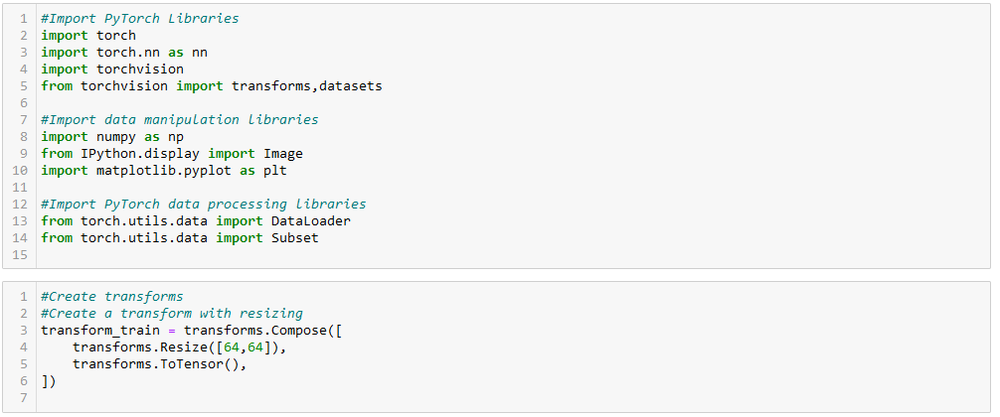 1 #Import PyTorch Libraries
2 import torch
3 import torch.nn as nn
4 import torchvision
5 from torchvision import transforms,datasets
6
7 #Import data manipulation libraries
8 import numpy as np
9 from IPython.display import Image
10 import matplotlib.pyplot as plt
11
12 #Import PyTorch data processing libraries
13 from torch.utils.data import DataLoader
14 from torch.utils.data import Subset
15
1 #Create transforms
2 #Create a transform with resizing
3 transform_train = transforms.Compose([
4     transforms.Resize([64,64]),
5     transforms.ToTensor(),
6 ])
7